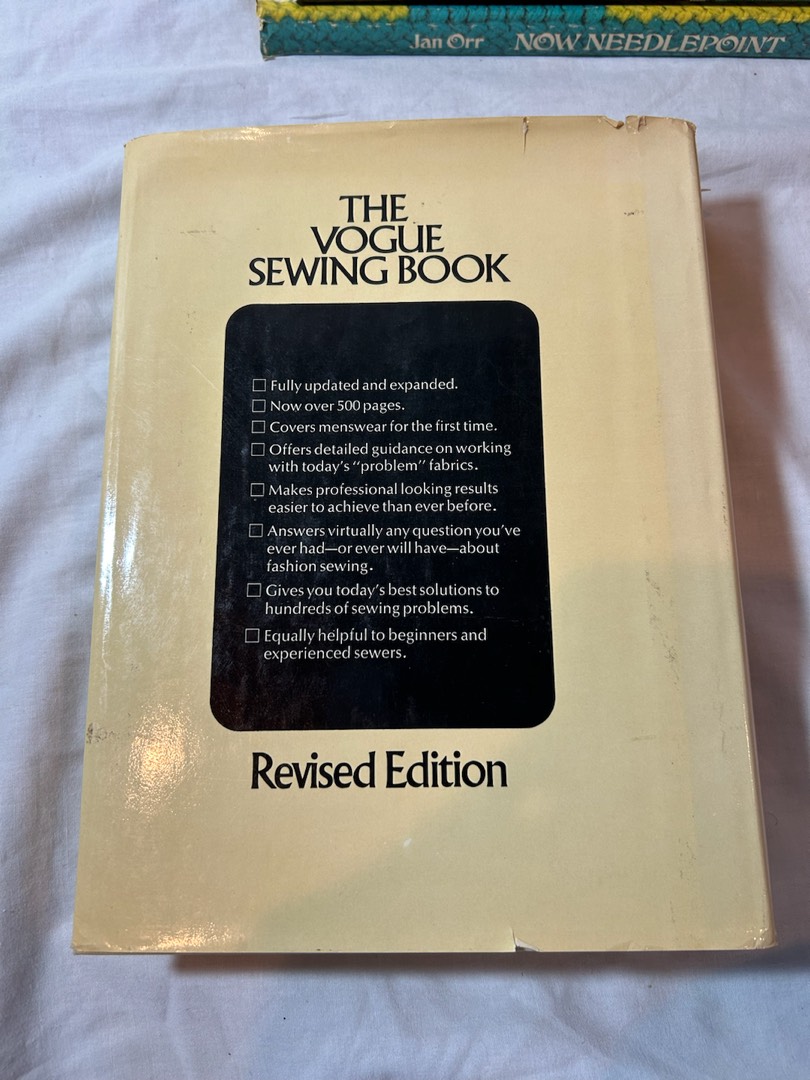 Jan Orr NOW NEEDLEPOINT
THE
VOGUE
SEWING BOOK
☐ Fully updated and expanded.
☐ Now over 500 pages.
☐ Covers menswear for the first time.
☐ Offers detailed guidance on working
with today's "problem" fabrics.
☐ Makes professional looking results
easier to achieve than ever before.
☐ Answers virtually any question you've
ever had—or ever will have—about
fashion sewing.
☐ Gives you today's best solutions to
hundreds of sewing problems.
☐ Equally helpful to beginners and
experienced sewers.
Revised Edition